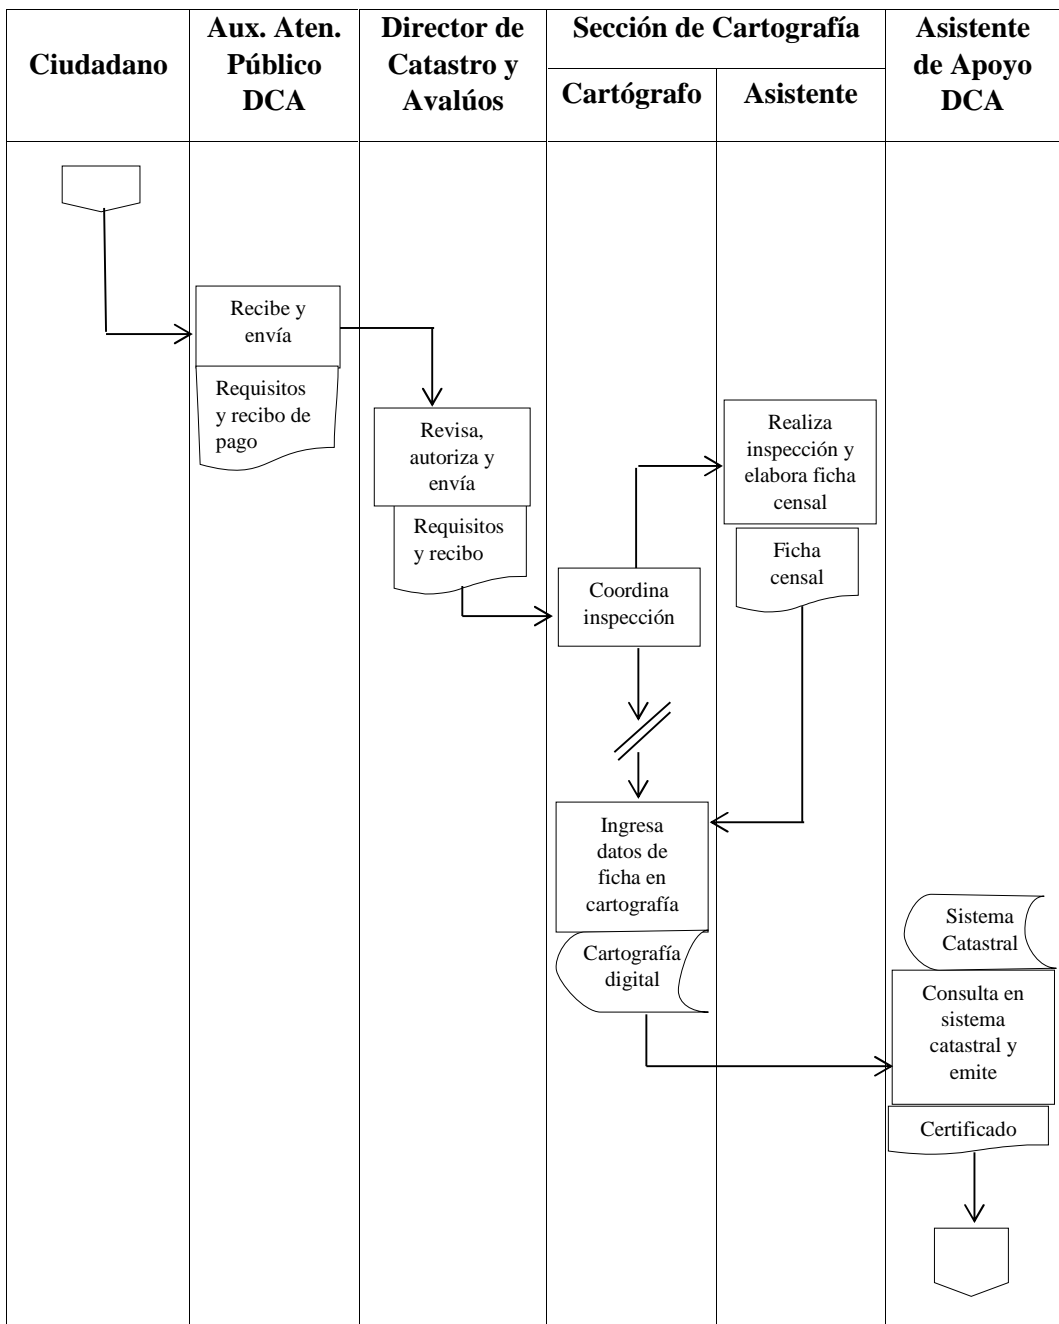 Ciudadano
Aux. Aten.
Público
DCA
Director de
Catastro y
Avalúos
Sección de Cartografía
Cartógrafo
Asistente
Asistente
de Apoyo
DCA
Recibe y
envía
Requisitos
y recibo de
pago
Revisa,
autoriza y
envía
Requisitos
y recibo
Coordina
inspección
Realiza
inspección y
elabora ficha
censal
Ficha
censal
Ingresa
datos de
ficha en
cartografía
Cartografía
digital
Sistema
Catastral
Consulta en
sistema
catastral y
emite
Certificado